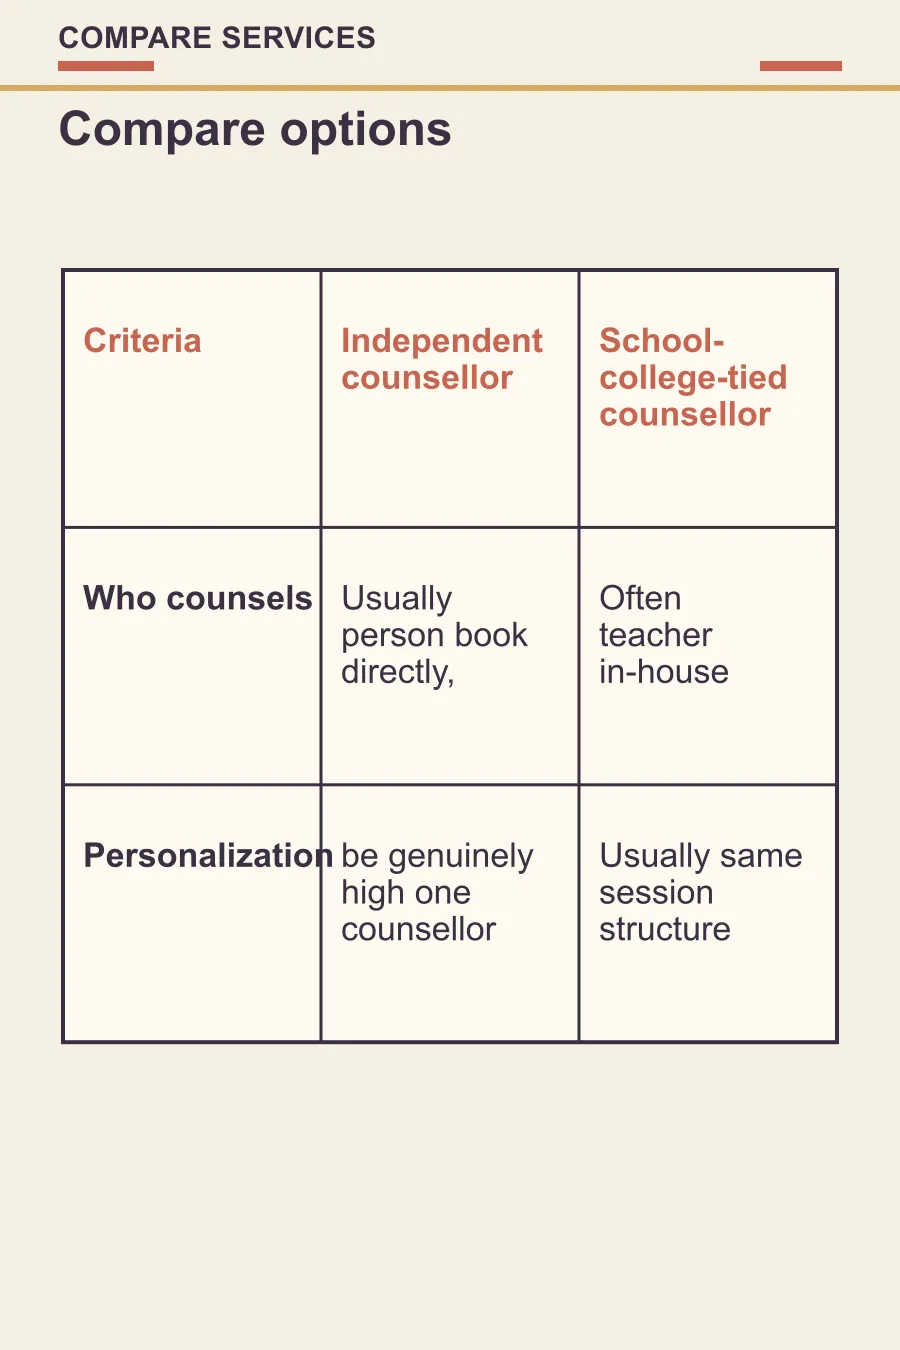 COMPARE SERVICES
Compare options
Criteria
Independent
counsellor
School-
college-tied
counsellor
Who counsels
Usually
person book
directly,
Often
teacher
in-house
Personalization
be genuinely
high one
counsellor
Usually same
session
structure